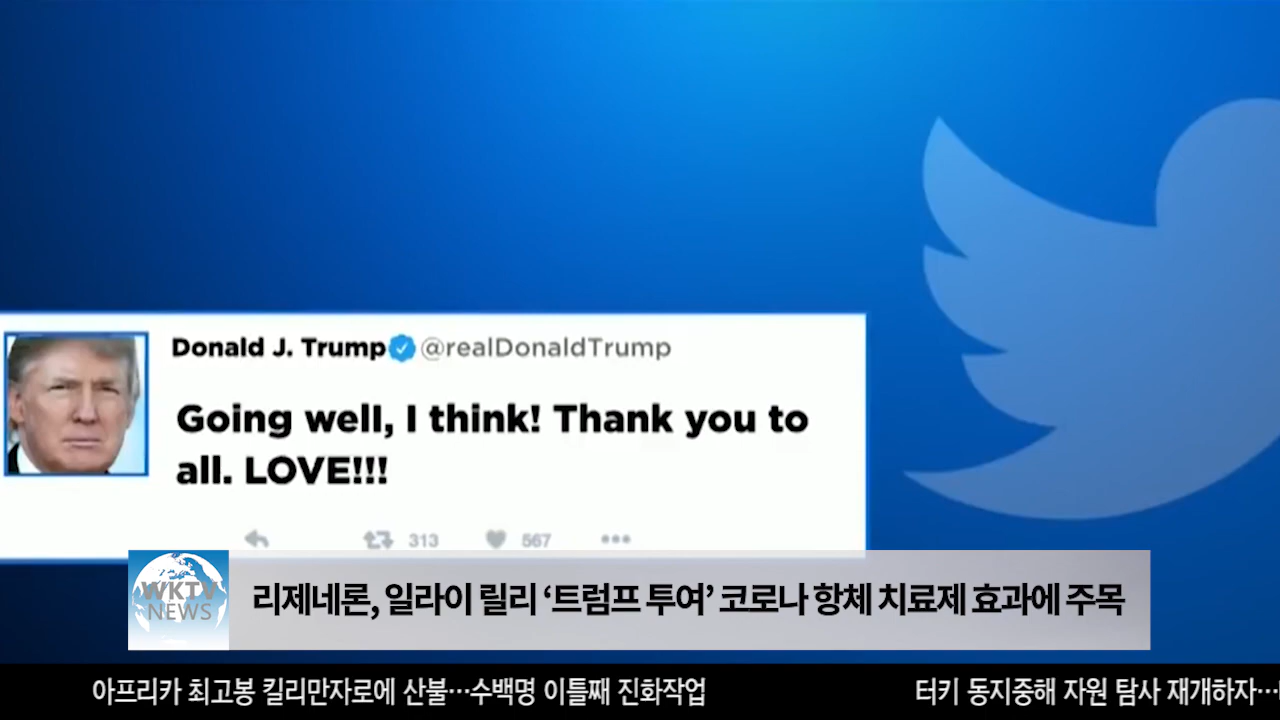 Donald J. Trump @realDonaldTrump
Going well, I think! Thank you to
all. LOVE!!!
313 567
WKTV
NEWS
리제네론, 일라이 릴리 ‘트럼프 투여’ 코로나 항체 치료제 효과에 주목
아프리카 최고봉 킬리만자로에 산불…수백명 이틀째 진화작업
터키 동지중해 자원 탐사 재개하자…